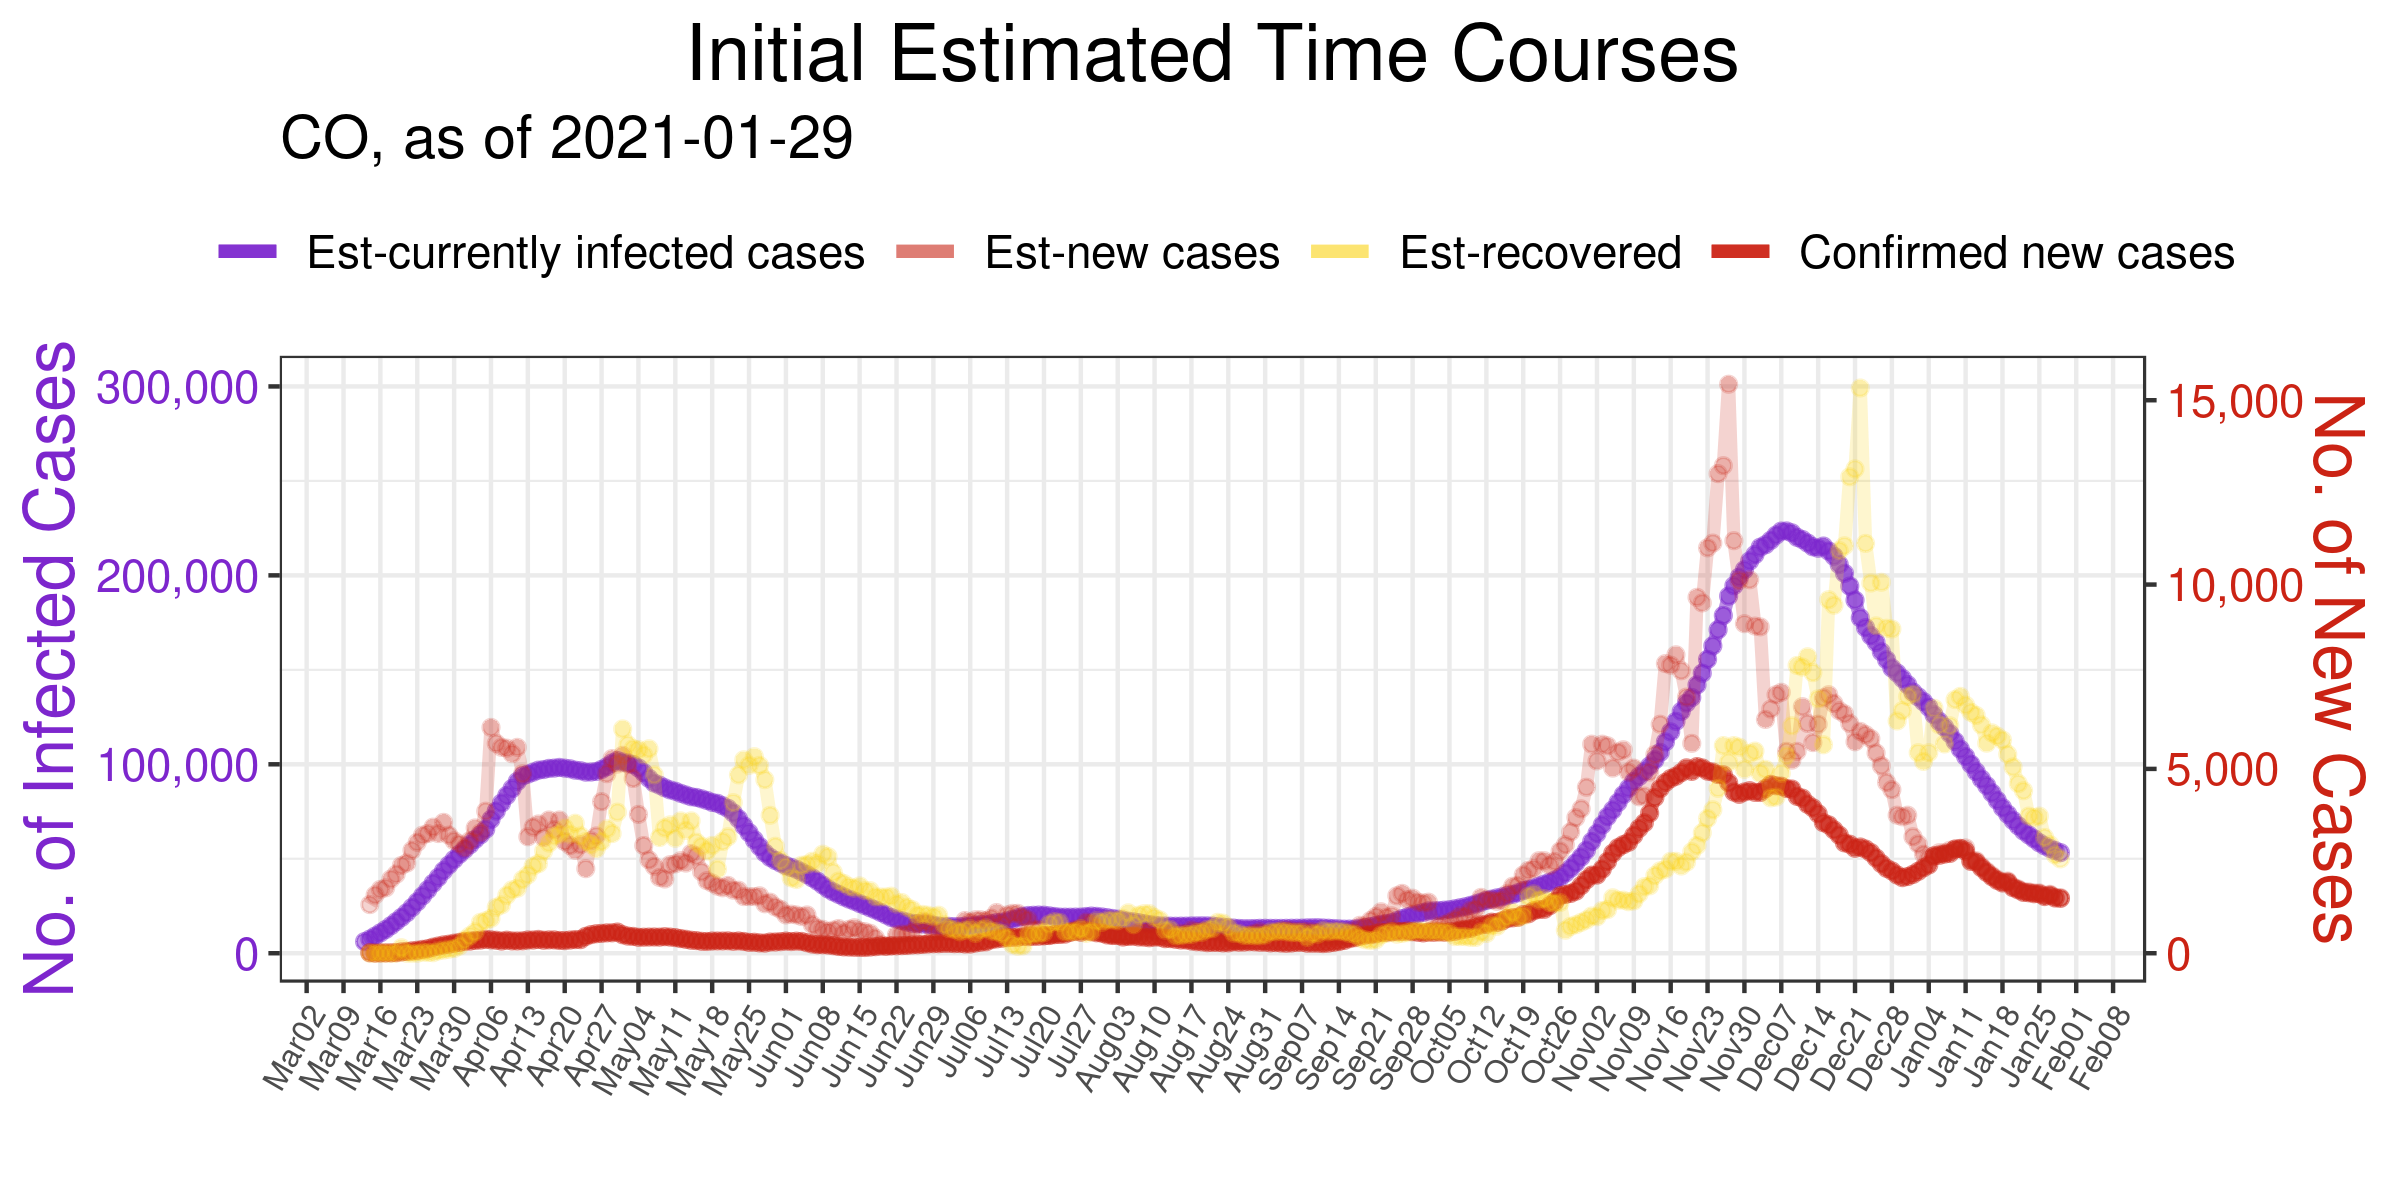 Initial Estimated Time Courses
CO, as of 2021-01-29
Est-currently infected cases Est-new cases Est-recovered Confirmed new cases
No. of Infected Cases
300,000
200,000
100,000
0
15,000
10,000
5,000
0
No. of New Cases
Mar02 Mar09 Mar16 Mar23 Mar30 Apr06 Apr13 Apr20 Apr27 May04 May11 May18 May25 Jun01 Jun08 Jun15 Jun22 Jun29 Jul06 Jul13 Jul20 Jul27 Aug03 Aug10 Aug17 Aug24 Aug31 Sep07 Sep14 Sep21 Sep28 Oct05 Oct12 Oct19 Oct26 Nov02 Nov09 Nov16 Nov23 Nov30 Dec07 Dec14 Dec21 Dec28 Jan04 Jan11 Jan18 Jan25 Feb01 Feb08